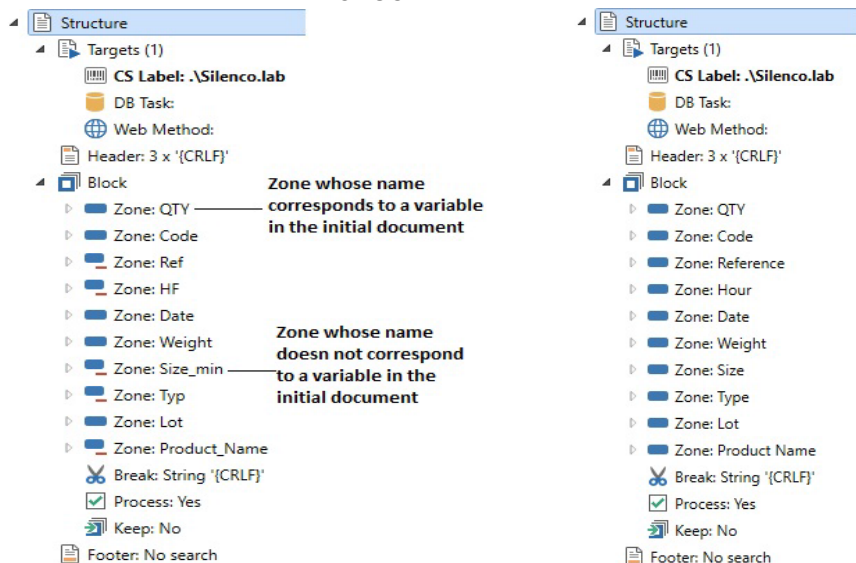 Structure
Targets (1)
CS Label: .\Silenco.lab
DB Task:
Web Method:
Header: 3 x '{CRLF}'
Block
Zone: QTY
Zone: Code
Zone: Ref
Zone: HF
Zone: Date
Zone: Weight
Zone: Size_min
Zone: Typ
Zone: Lot
Zone: Product_Name
Break: String '{CRLF}'
Process: Yes
Keep: No
Footer: No search
Zone whose name
corresponds to a variable
in the initial document
Zone whose name
doesn not correspond
to a variable in the
initial document
Structure
Targets (1)
CS Label: .\Silenco.lab
DB Task:
Web Method:
Header: 3 x '{CRLF}'
Block
Zone: QTY
Zone: Code
Zone: Reference
Zone: Hour
Zone: Date
Zone: Weight
Zone: Size
Zone: Type
Zone: Lot
Zone: Product Name
Break: String '{CRLF}'
Process: Yes
Keep: No
Footer: No search